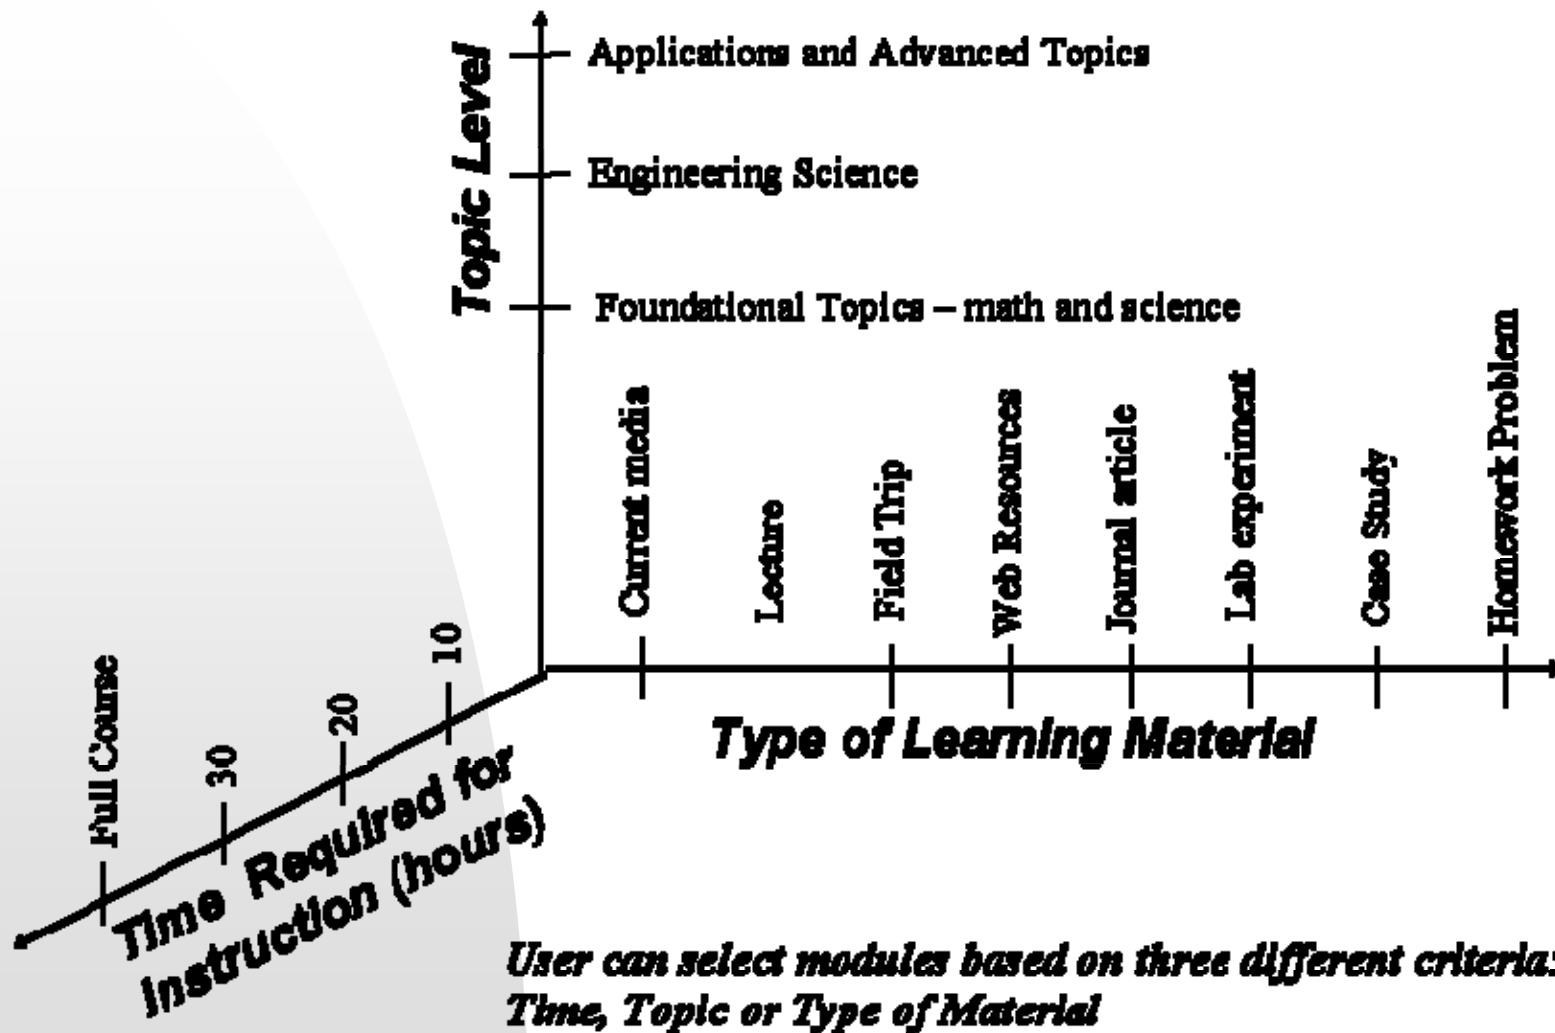 Topic Level
Applications and Advanced Topics
Engineering Science
Foundational Topics – math and science
Current media
Lecture
Field Trip
Web Resources
Journal article
Lab experiment
Case Study
Homework Problem
Type of Learning Material
10
20
30
Full Course
Time Required for
Instruction (hours)
User can select modules based on three different criteria:
Time, Topic or Type of Material